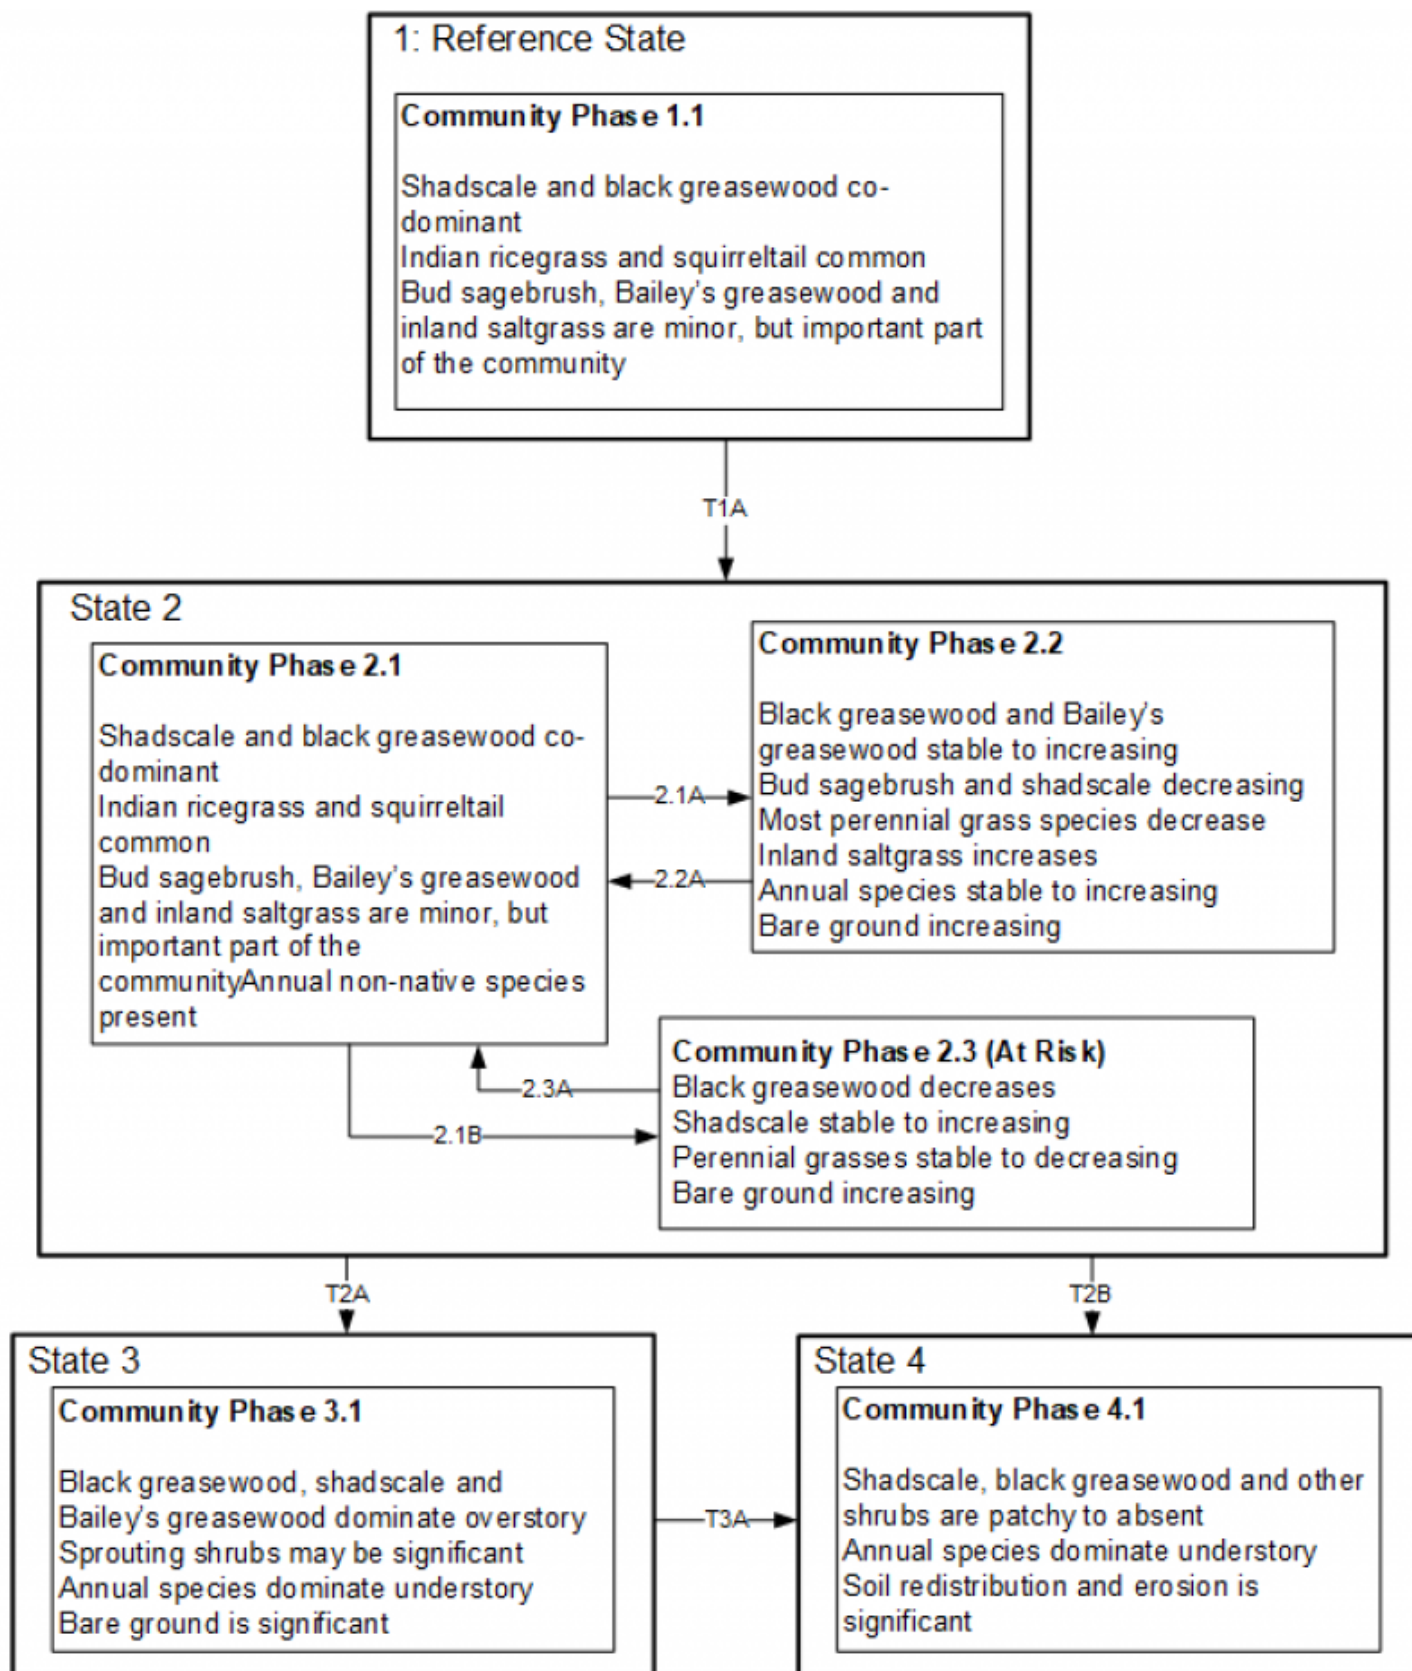 1: Reference State
Community Phase 1.1
Shadscale and black greasewood co-
dominant
Indian ricegrass and squirreltail common
Bud sagebrush, Bailey's greasewood and
inland saltgrass are minor, but important part
of the community
T1A
State 2
Community Phase 2.1
Shadscale and black greasewood co-
dominant
Indian ricegrass and squirreltail
common
Bud sagebrush, Bailey's greasewood
and inland saltgrass are minor, but
important part of the
communityAnnual non-native species
present
2.1A
2.2A
Community Phase 2.2
Black greasewood and Bailey's
greasewood stable to increasing
Bud sagebrush and shadscale decreasing
Most perennial grass species decrease
Inland saltgrass increases
Annual species stable to increasing
Bare ground increasing
2.3A
2.1B
Community Phase 2.3 (At Risk)
Black greasewood decreases
Shadscale stable to increasing
Perennial grasses stable to decreasing
Bare ground increasing
T2A
T2B
State 3
Community Phase 3.1
Black greasewood, shadscale and
Bailey's greasewood dominate overstory
Sprouting shrubs may be significant
Annual species dominate understory
Bare ground is significant
T3A
State 4
Community Phase 4.1
Shadscale, black greasewood and other
shrubs are patchy to absent
Annual species dominate understory
Soil redistribution and erosion is
significant